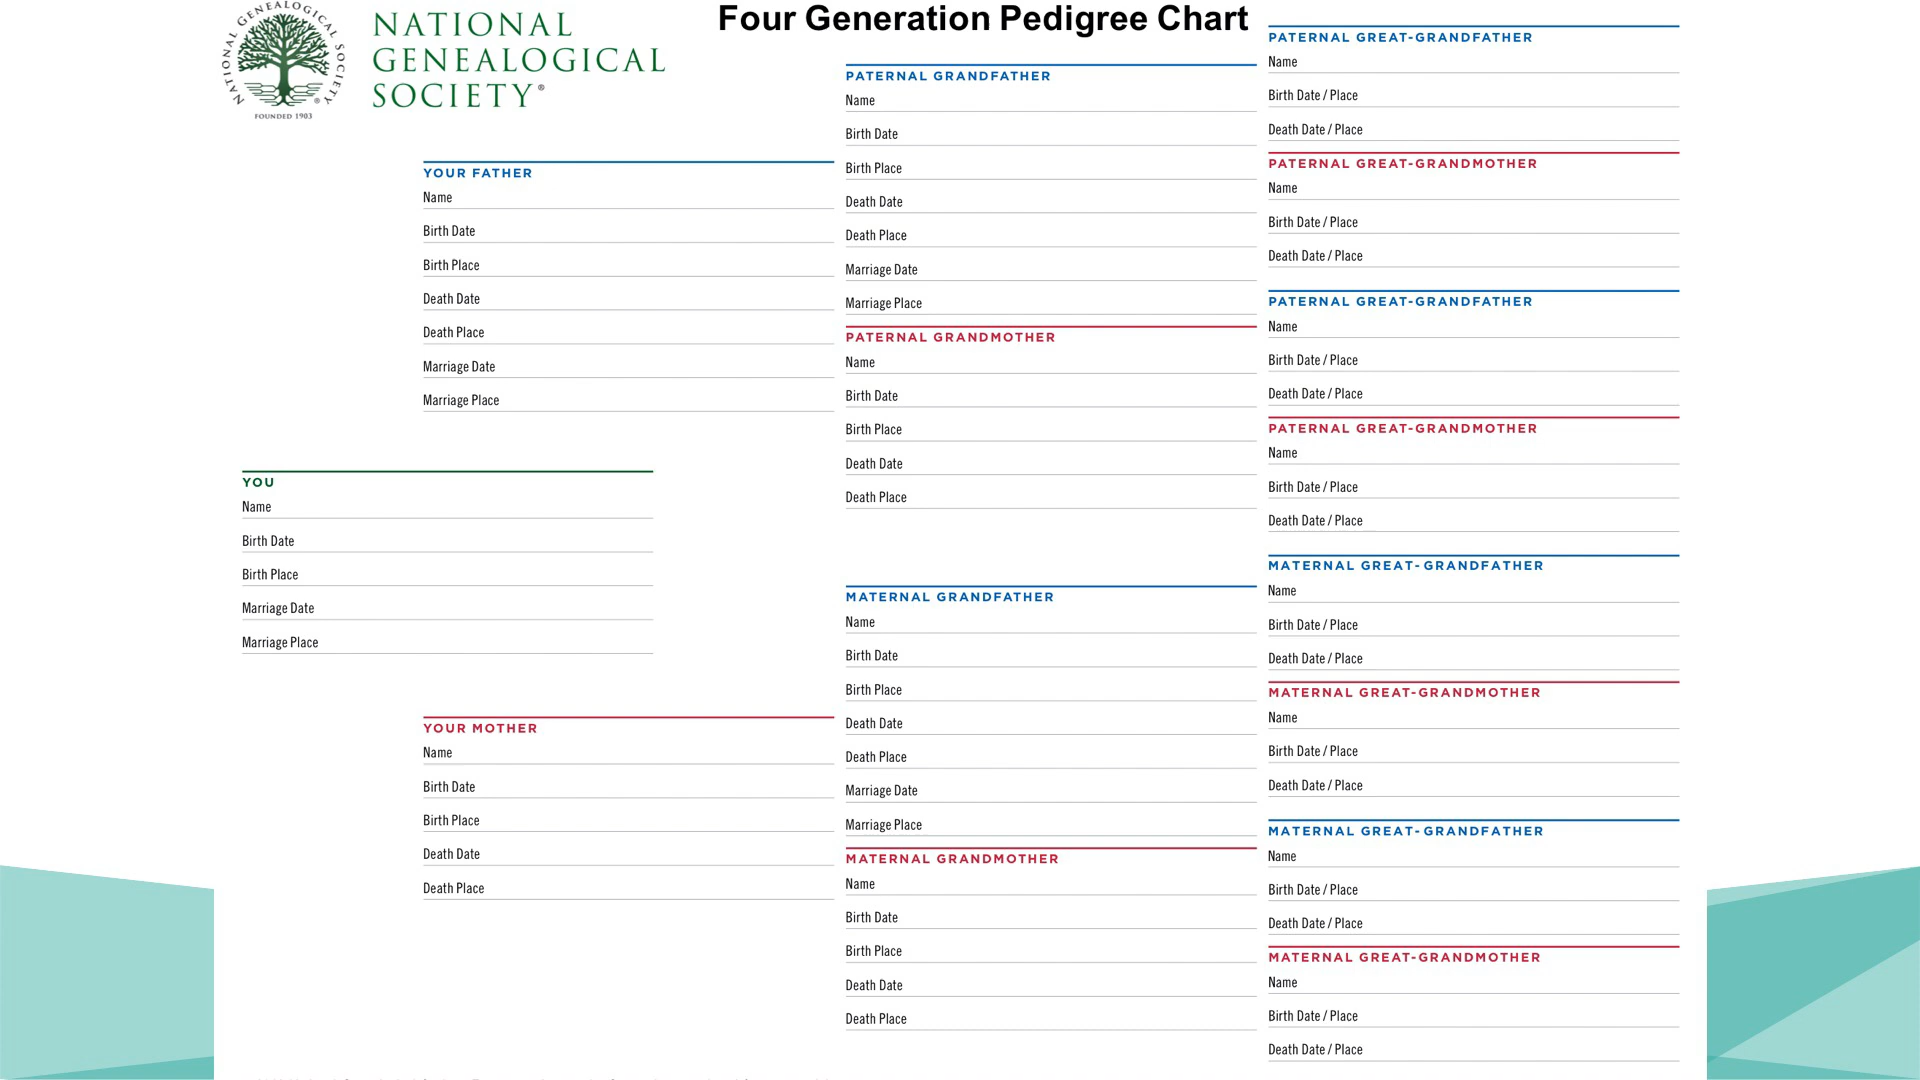 NATIONAL GENEALOGICAL SOCIETY
FOUNDED 1903
NATIONAL
GENEALOGICAL
SOCIETY®
Four Generation Pedigree Chart
YOUR FATHER
Name
Birth Date
Birth Place
Death Date
Death Place
Marriage Date
Marriage Place
YOU
Name
Birth Date
Birth Place
Marriage Date
Marriage Place
YOUR MOTHER
Name
Birth Date
Birth Place
Death Date
Death Place
PATERNAL GRANDFATHER
Name
Birth Date
Birth Place
Death Date
Death Place
Marriage Date
Marriage Place
PATERNAL GRANDMOTHER
Name
Birth Date
Birth Place
Death Date
Death Place
MATERNAL GRANDFATHER
Name
Birth Date
Birth Place
Death Date
Death Place
Marriage Date
Marriage Place
MATERNAL GRANDMOTHER
Name
Birth Date
Birth Place
Death Date
Death Place
PATERNAL GREAT-GRANDFATHER
Name
Birth Date / Place
Death Date / Place
PATERNAL GREAT-GRANDMOTHER
Name
Birth Date / Place
Death Date / Place
PATERNAL GREAT-GRANDFATHER
Name
Birth Date / Place
Death Date / Place
PATERNAL GREAT-GRANDMOTHER
Name
Birth Date / Place
Death Date / Place
MATERNAL GREAT-GRANDFATHER
Name
Birth Date / Place
Death Date / Place
MATERNAL GREAT-GRANDMOTHER
Name
Birth Date / Place
Death Date / Place
MATERNAL GREAT-GRANDFATHER
Name
Birth Date / Place
Death Date / Place
MATERNAL GREAT-GRANDMOTHER
Name
Birth Date / Place
Death Date / Place